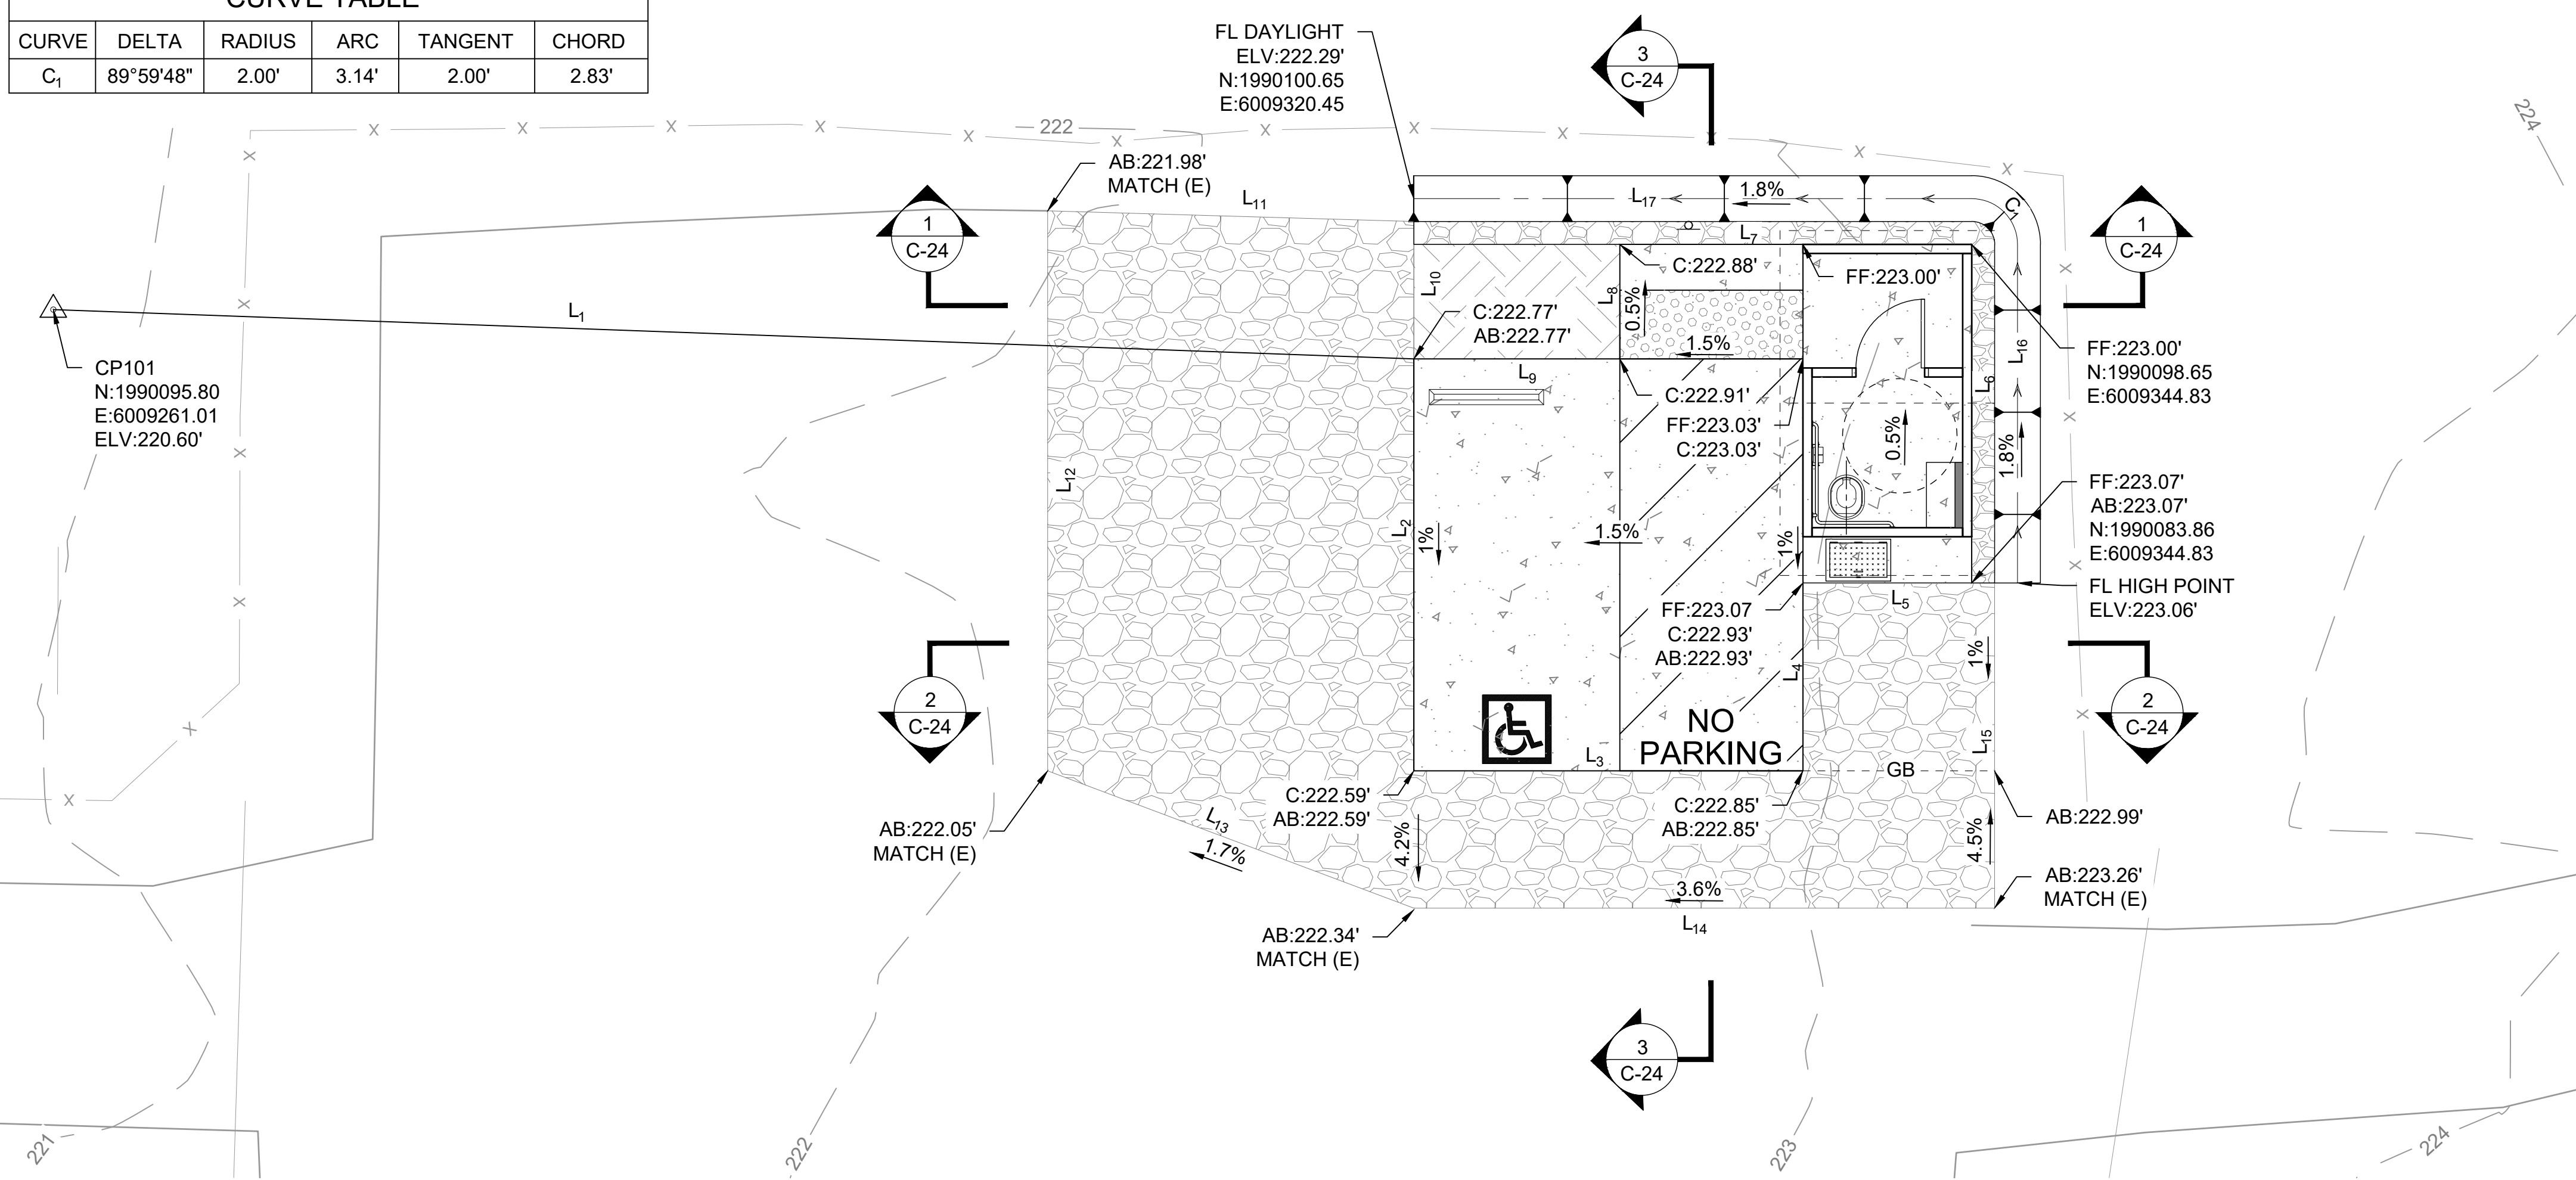 CURVE TABLE
CURVE DELTA RADIUS ARC TANGENT CHORD
C1 89°59'48" 2.00' 3.14' 2.00' 2.83'
FL DAYLIGHT
ELV:222.29'
N:1990100.65
E:6009320.45
3
C-24
224
222
AB:221.98'
MATCH (E)
L11
1
C-24
L17
1.8%
C1
1
C-24
L7
C:222.88'
FF:223.00'
L10
L8
0.5%
C:222.77'
AB:222.77'
1.5%
L1
L16
FF:223.00'
N:1990098.65
E:6009344.83
CP101
N:1990095.80
E:6009261.01
ELV:220.60'
L9
C:222.91'
L6
FF:223.03'
C:223.03'
0.5%
1.8%
L12
L2
1%
1.5%
1%
FF:223.07'
AB:223.07'
N:1990083.86
E:6009344.83
FL HIGH POINT
ELV:223.06'
L5
FF:223.07
C:222.93'
AB:222.93'
L4
1%
2
C-24
2
C-24
NO
PARKING
L3
L15
GB
C:222.59'
AB:222.59'
C:222.85'
AB:222.85'
AB:222.99'
AB:222.05'
MATCH (E)
L13
1.7%
4.2%
4.5%
3.6%
AB:223.26'
MATCH (E)
L14
AB:222.34'
MATCH (E)
3
C-24
221
222
223
224